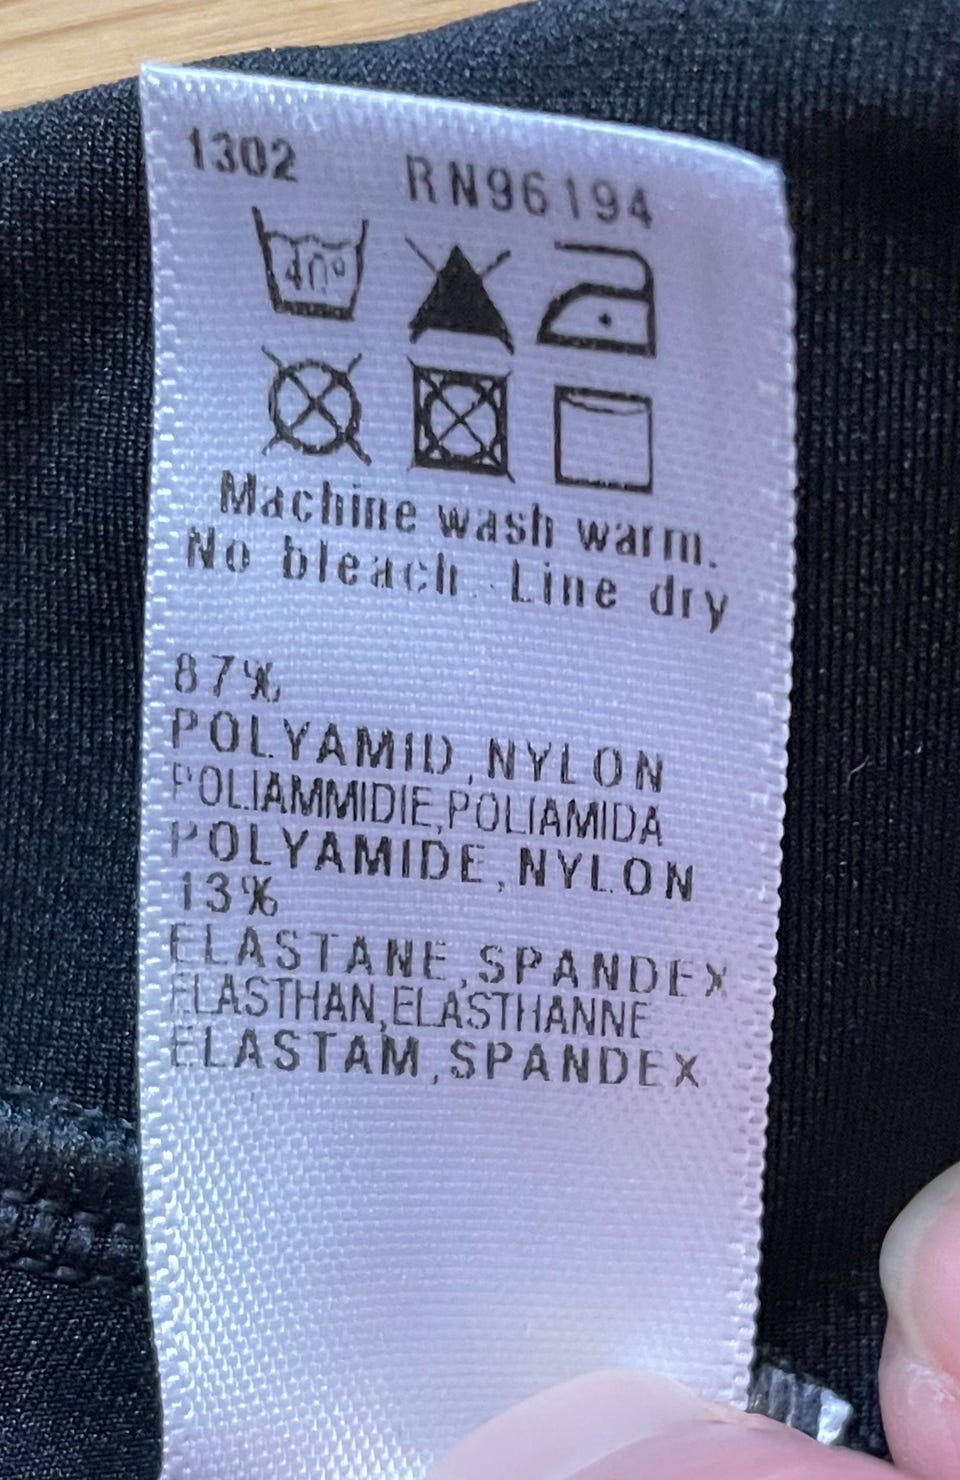 1302 RN96194
40°
Machine wash warm.
No bleach. Line dry
87%
POLYAMID,NYLON
POLIAMMIDIE,POLIAMIDA
POLYAMIDE,NYLON
13%
ELASTANE,SPANDEX
ELASTHAN,ELASTHANNE
ELASTAM,SPANDEX